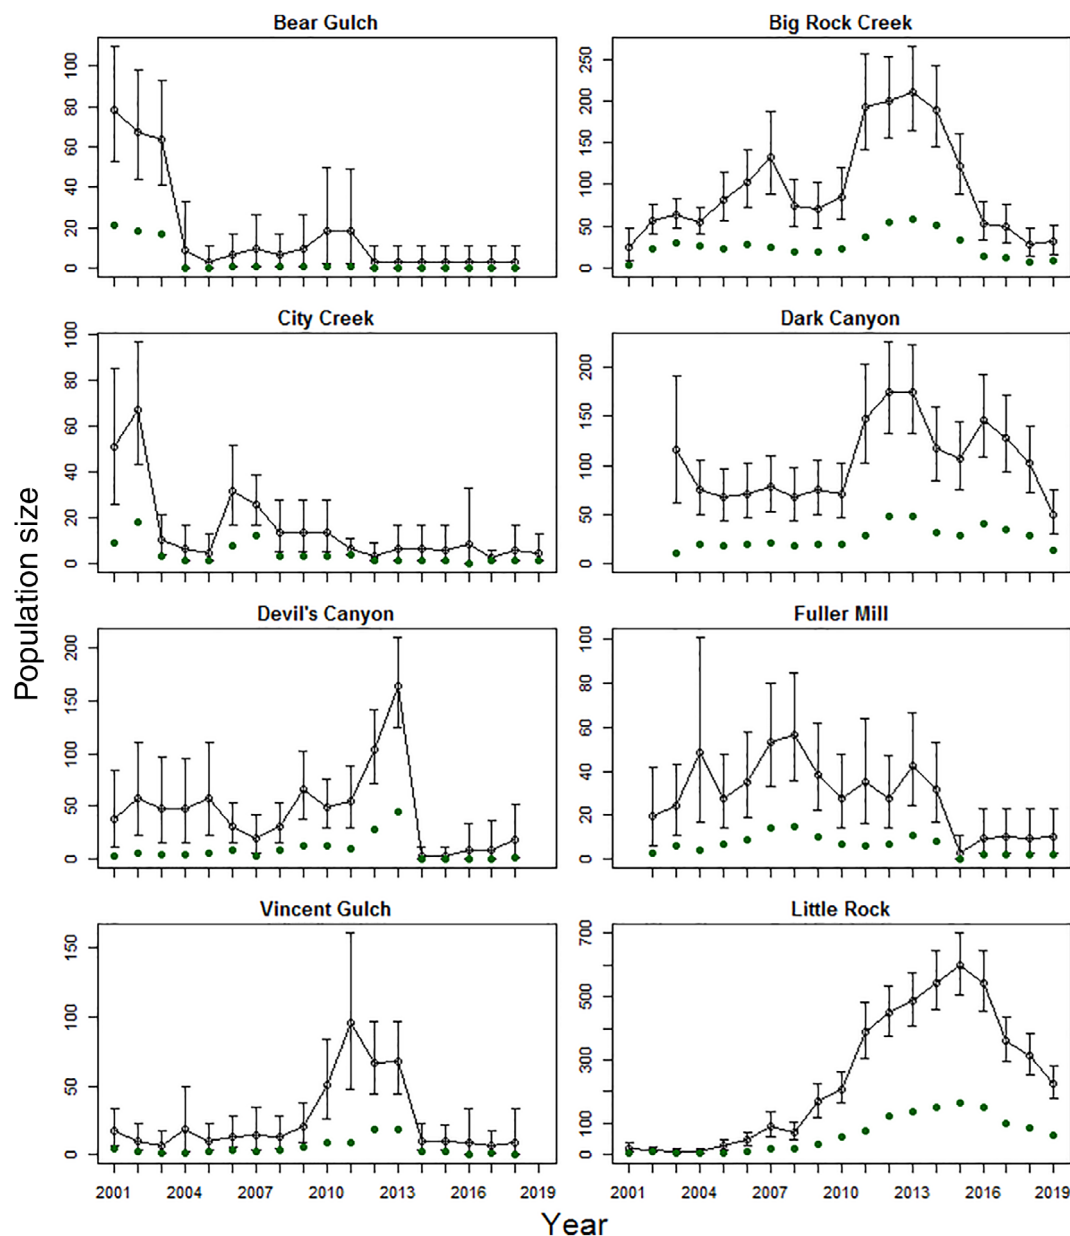 Bear Gulch
Big Rock Creek
0 20 40 60 80 100
0 50 100 150 200 250
City Creek
Dark Canyon
0 20 40 60 80 100
0 50 100 150 200
Population size
Devil's Canyon
Fuller Mill
0 50 100 150 200
0 20 40 60 80 100
Vincent Gulch
Little Rock
0 50 100 150
0 100 300 500 700
2001 2004 2007 2010 2013 2016 2019
2001 2004 2007 2010 2013 2016 2019
Year